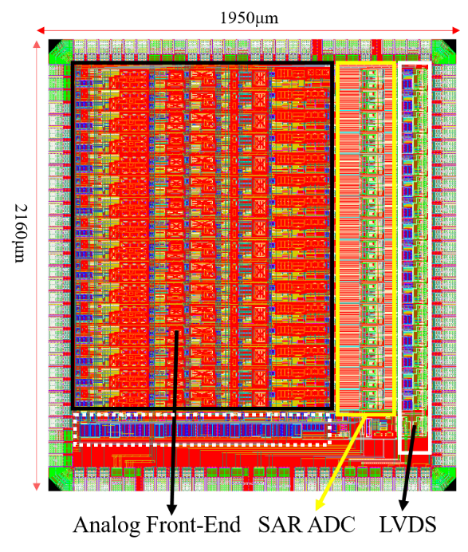 1950μm
2160μm
Analog Front-End SAR ADC LVDS